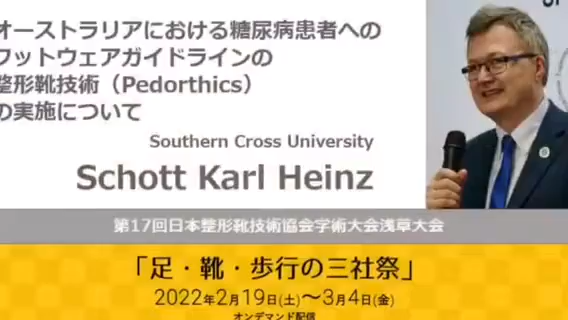 オーストラリアにおける糖尿病患者への
フットウェアガイドラインの
整形靴技術（Pedorthics）
の実施について
Southern Cross University
Schott Karl Heinz
第17回日本整形靴技術協会学術大会浅草大会
「足・靴・歩行の三社祭」
2022年2月19日(土)～3月4日(金)
オンデマンド配信